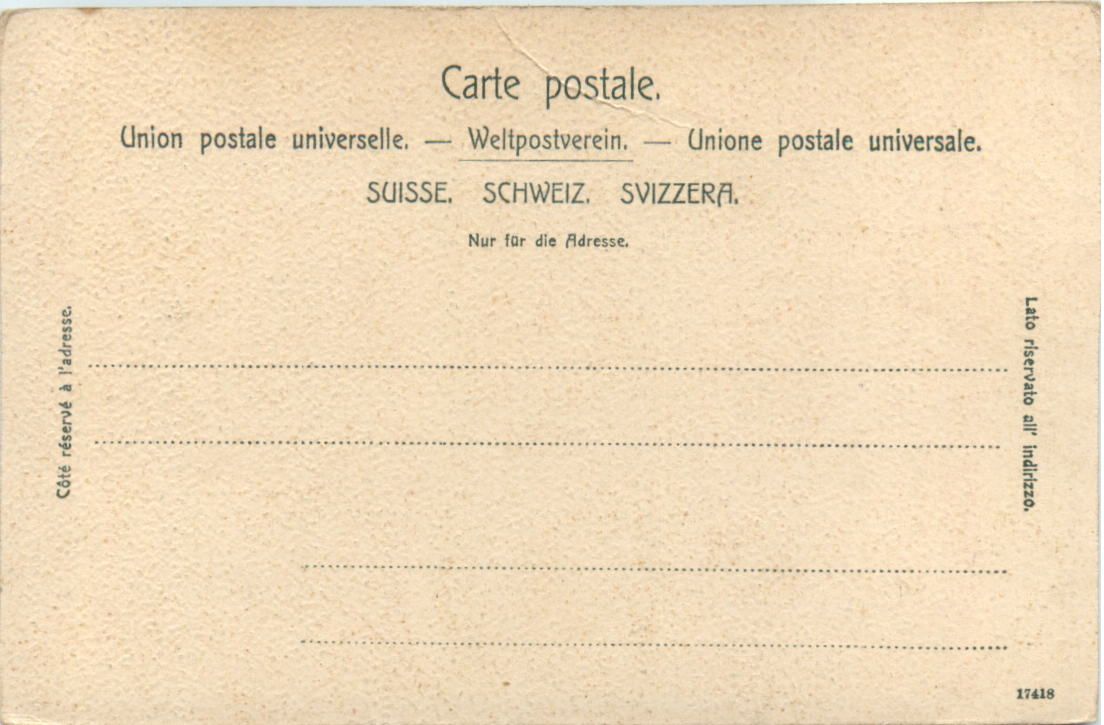 Carte postale.
Union postale universelle. — Weltpostverein. — Unione postale universale.
SUISSE. SCHWEIZ. SVIZZERA.
Nur für die Adresse.
Côté réservé à l'adresse.
Lato riservato all' indirizzo.
17418